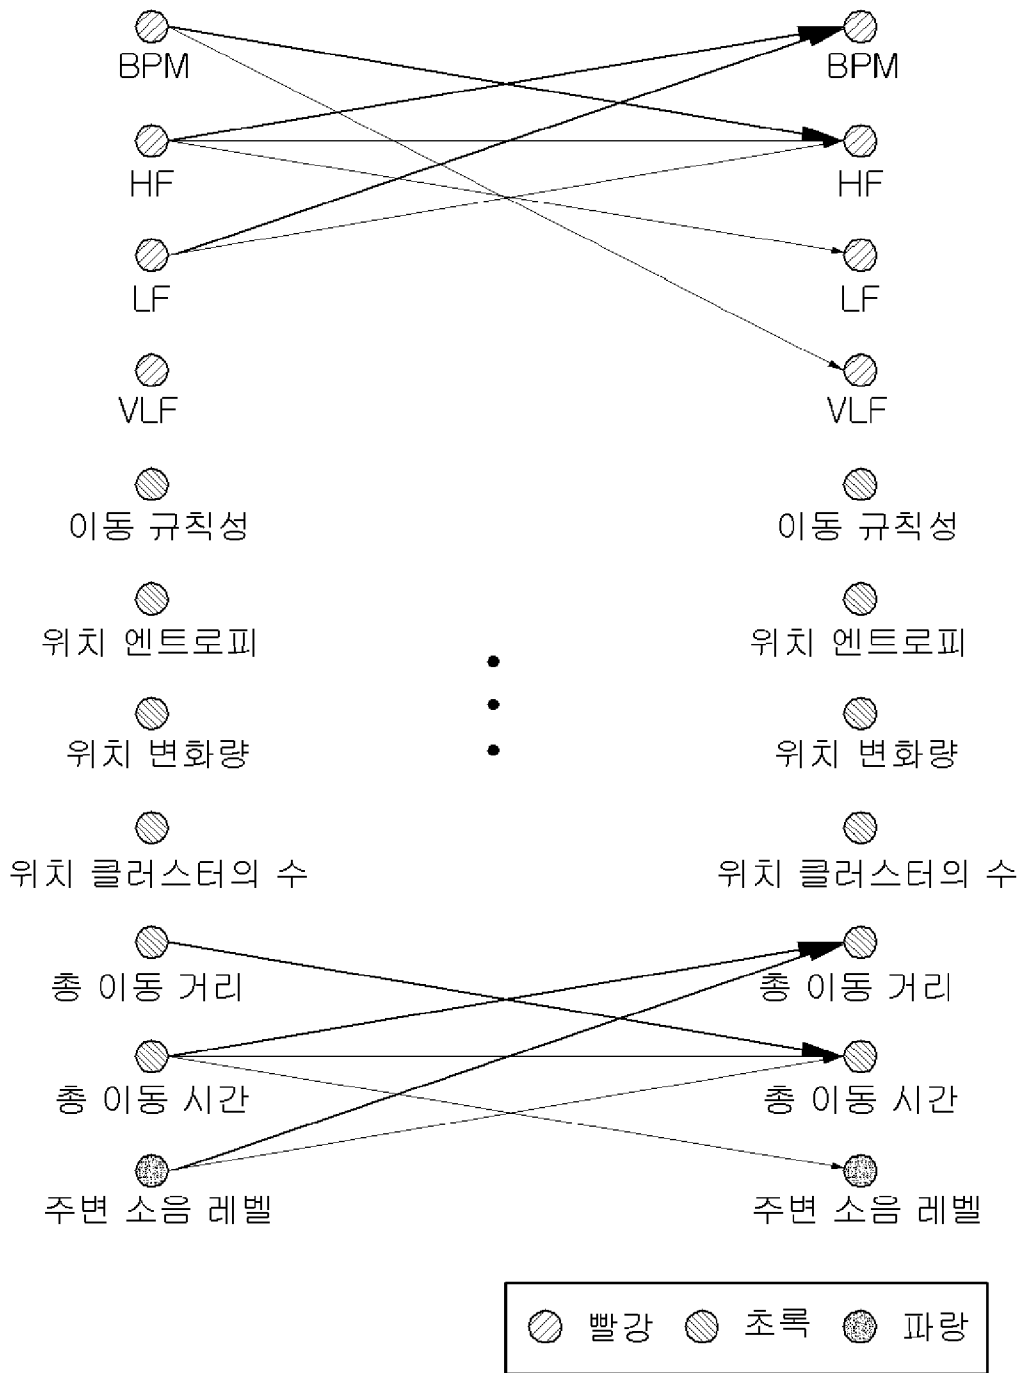 BPM BPM
HF HF
LF LF
VLF VLF
이동 규칙성 이동 규칙성
위치 엔트로피 위치 엔트로피
위치 변화량 위치 변화량
위치 클러스터의 수 위치 클러스터의 수
총 이동 거리 총 이동 거리
총 이동 시간 총 이동 시간
주변 소음 레벨 주변 소음 레벨
빨강 초록 파랑